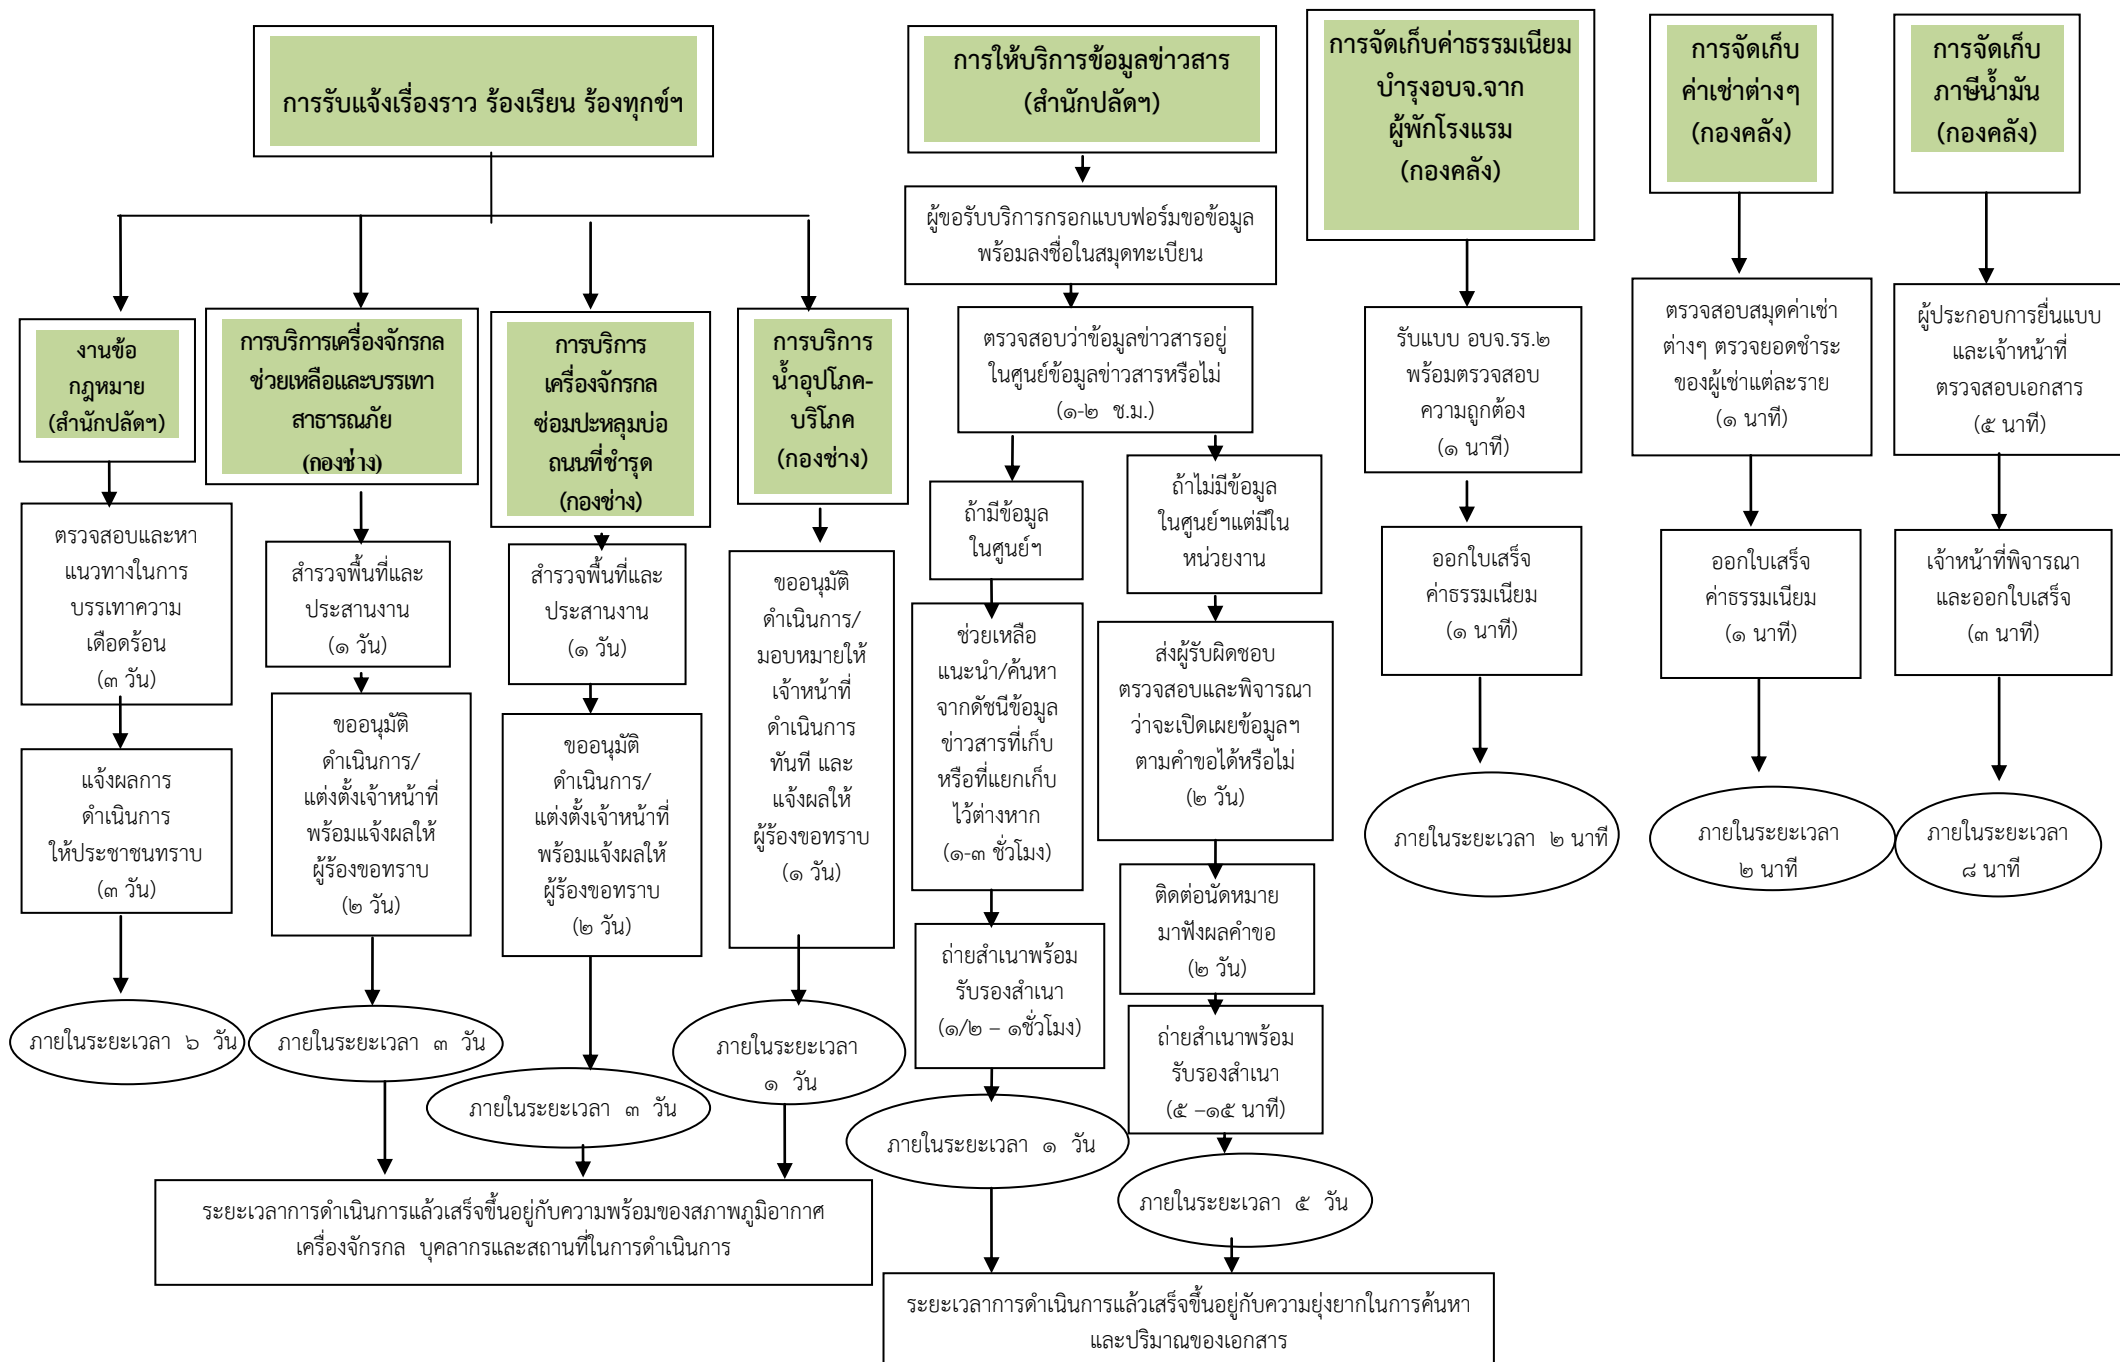 การรับแจ้งเรื่องราว ร้องเรียน ร้องทุกข์ฯ
งานข้อ
กฎหมาย
(สำนักปลัดฯ)
ตรวจสอบและหา
แนวทางในการ
บรรเทาความ
เดือดร้อน
(๓ วัน)
แจ้งผลการ
ดำเนินการ
ให้ประชาชนทราบ
(๓ วัน)
ภายในระยะเวลา ๖ วัน
การบริการเครื่องจักรกล
ช่วยเหลือและบรรเทา
สาธารณภัย
(กองช่าง)
สำรวจพื้นที่และ
ประสานงาน
(๑ วัน)
ขออนุมัติ
ดำเนินการ/
แต่งตั้งเจ้าหน้าที่
พร้อมแจ้งผลให้
ผู้ร้องขอทราบ
(๒ วัน)
ภายในระยะเวลา ๓ วัน
การบริการ
เครื่องจักรกล
ซ่อมปะหลุมบ่อ
ถนนที่ชำรุด
(กองช่าง)
สำรวจพื้นที่และ
ประสานงาน
(๑ วัน)
ขออนุมัติ
ดำเนินการ/
แต่งตั้งเจ้าหน้าที่
พร้อมแจ้งผลให้
ผู้ร้องขอทราบ
(๒ วัน)
ภายในระยะเวลา ๓ วัน
การบริการ
น้ำอุปโภค-
บริโภค
(กองช่าง)
ขออนุมัติ
ดำเนินการ/
มอบหมายให้
เจ้าหน้าที่
ดำเนินการ
ทันที และ
แจ้งผลให้
ผู้ร้องขอทราบ
(๑ วัน)
ภายในระยะเวลา
๑ วัน
ระยะเวลาการดำเนินการแล้วเสร็จขึ้นอยู่กับความพร้อมของสภาพภูมิอากาศ
เครื่องจักรกล บุคลากรและสถานที่ในการดำเนินการ
การให้บริการข้อมูลข่าวสาร
(สำนักปลัดฯ)
ผู้ขอรับบริการกรอกแบบฟอร์มขอข้อมูล
พร้อมลงชื่อในสมุดทะเบียน
ตรวจสอบว่าข้อมูลข่าวสารอยู่
ในศูนย์ข้อมูลข่าวสารหรือไม่
(๑-๒ ช.ม.)
ถ้ามีข้อมูล
ในศูนย์ฯ
ช่วยเหลือ
แนะนำ/ค้นหา
จากดัชนีข้อมูล
ข่าวสารที่เก็บ
หรือที่แยกเก็บ
ไว้ต่างหาก
(๑-๓ ชั่วโมง)
ถ่ายสำเนาพร้อม
รับรองสำเนา
(๑/๒ – ๑ชั่วโมง)
ภายในระยะเวลา ๑ วัน
ถ้าไม่มีข้อมูล
ในศูนย์ฯแต่มีใน
หน่วยงาน
ส่งผู้รับผิดชอบ
ตรวจสอบและพิจารณา
ว่าจะเปิดเผยข้อมูลฯ
ตามคำขอได้หรือไม่
(๒ วัน)
ติดต่อนัดหมาย
มาฟังผลคำขอ
(๒ วัน)
ถ่ายสำเนาพร้อม
รับรองสำเนา
(๕ –๑๕ นาที)
ภายในระยะเวลา ๕ วัน
ระยะเวลาการดำเนินการแล้วเสร็จขึ้นอยู่กับความยุ่งยากในการค้นหา
และปริมาณของเอกสาร
การจัดเก็บค่าธรรมเนียม
บำรุงอบจ.จาก
ผู้พักโรงแรม
(กองคลัง)
รับแบบ อบจ.รร.๒
พร้อมตรวจสอบ
ความถูกต้อง
(๑ นาที)
ออกใบเสร็จ
ค่าธรรมเนียม
(๑ นาที)
ภายในระยะเวลา ๒ นาที
การจัดเก็บ
ค่าเช่าต่างๆ
(กองคลัง)
ตรวจสอบสมุดค่าเช่า
ต่างๆ ตรวจยอดชำระ
ของผู้เช่าแต่ละราย
(๑ นาที)
ออกใบเสร็จ
ค่าธรรมเนียม
(๑ นาที)
ภายในระยะเวลา
๒ นาที
การจัดเก็บ
ภาษีน้ำมัน
(กองคลัง)
ผู้ประกอบการยื่นแบบ
และเจ้าหน้าที่
ตรวจสอบเอกสาร
(๕ นาที)
เจ้าหน้าที่พิจารณา
และออกใบเสร็จ
(๓ นาที)
ภายในระยะเวลา
๘ นาที